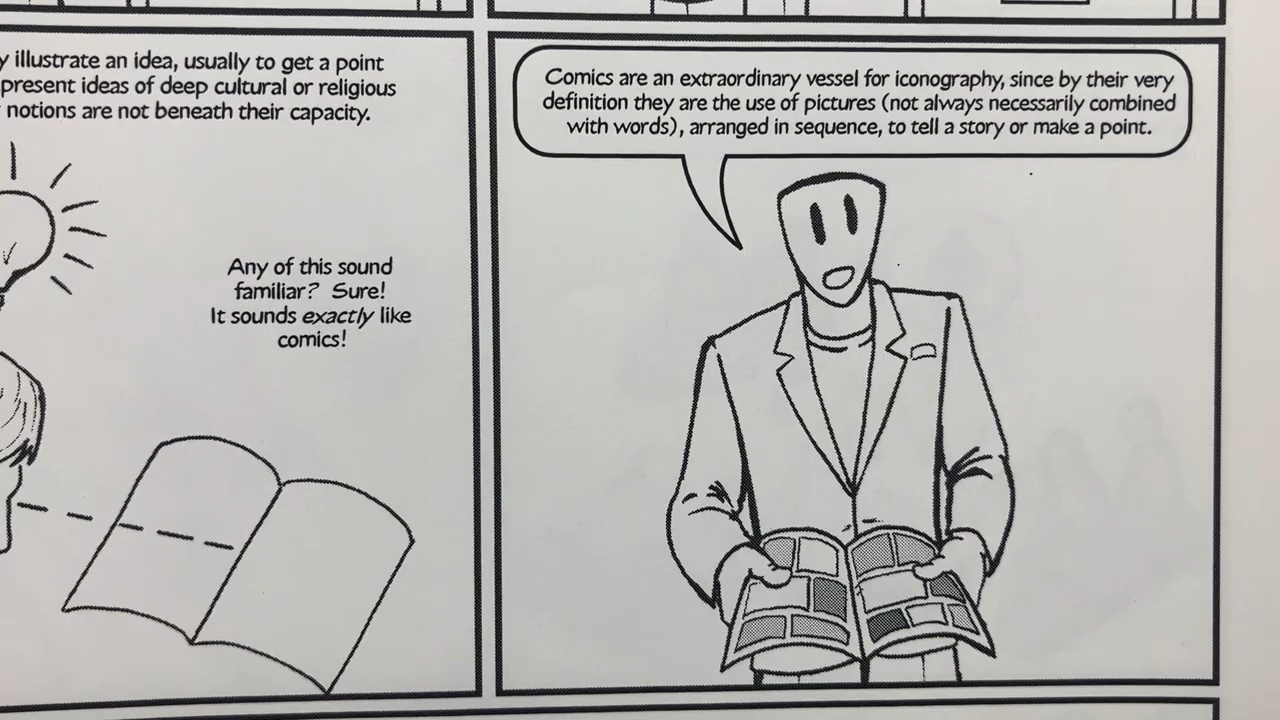 illustrate an idea, usually to get a point
present ideas of deep cultural or religious
notions are not beneath their capacity.
Any of this sound
familiar? Sure!
It sounds exactly like
comics!
Comics are an extraordinary vessel for iconography, since by their very
definition they are the use of pictures (not always necessarily combined
with words), arranged in sequence, to tell a story or make a point.